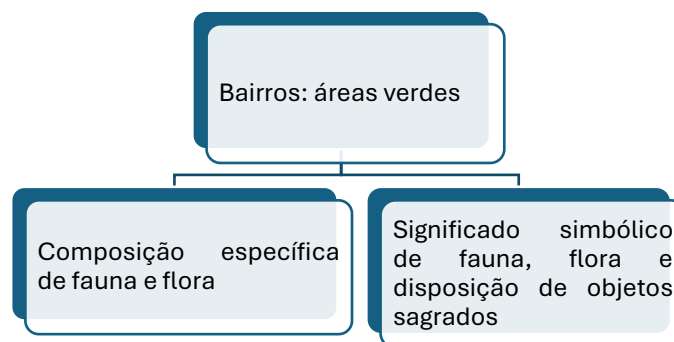 Bairros: áreas verdes
Composição específica
de fauna e flora
Significado simbólico
de fauna, flora e
disposição de objetos
sagrados